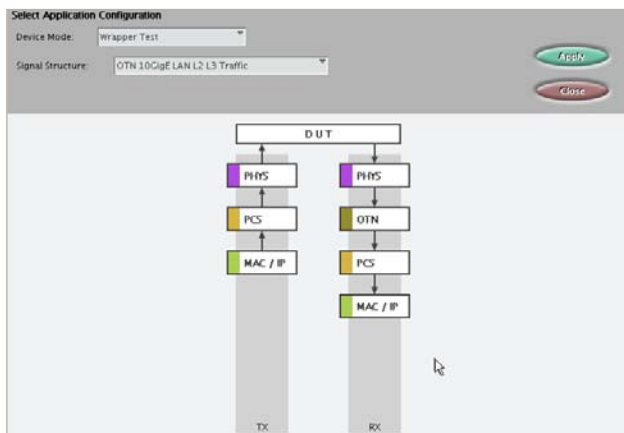 Select Application Configuration
Device Mode: Wrapper Test
Apply
Signal Structure: OTN 10GigE LAN L2 L3 Traffic
Close
DUT
PHYS PHYS
PCS OTN
MAC / IP PCS
MAC / IP
TX RX